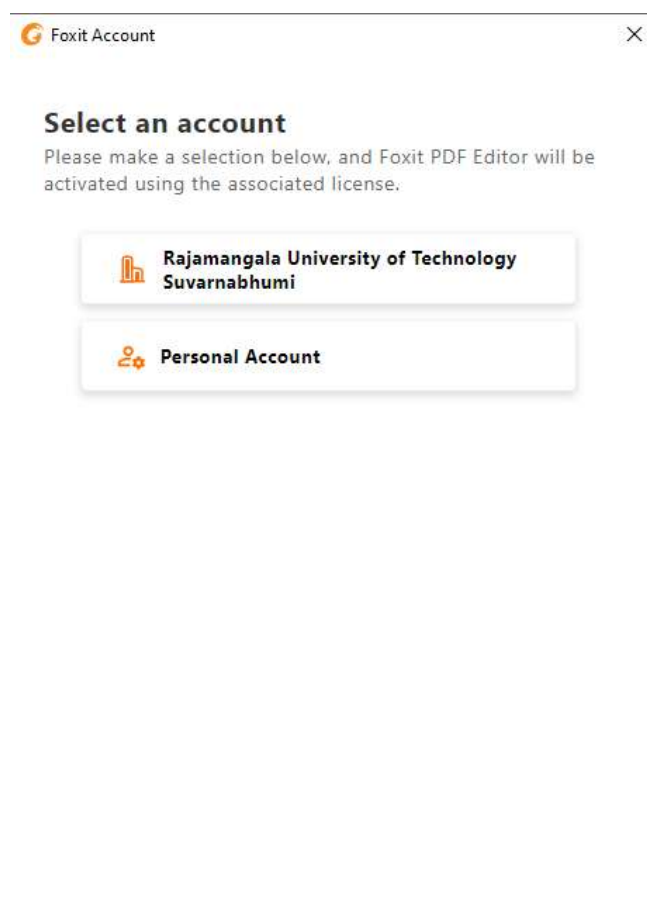 Foxit Account
Select an account
Please make a selection below, and Foxit PDF Editor will be
activated using the associated license.
Rajamangala University of Technology
Suvarnabhumi
Personal Account